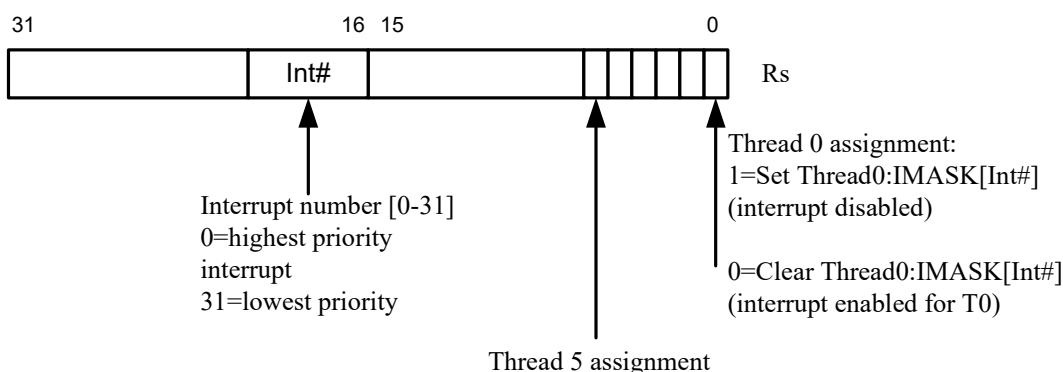 31 16 15 0
Int# Rs
Interrupt number [0-31]
0=highest priority
interrupt
31=lowest priority
Thread 0 assignment:
1=Set Thread0:IMASK[Int#]
(interrupt disabled)
0=Clear Thread0:IMASK[Int#]
(interrupt enabled for T0)
Thread 5 assignment